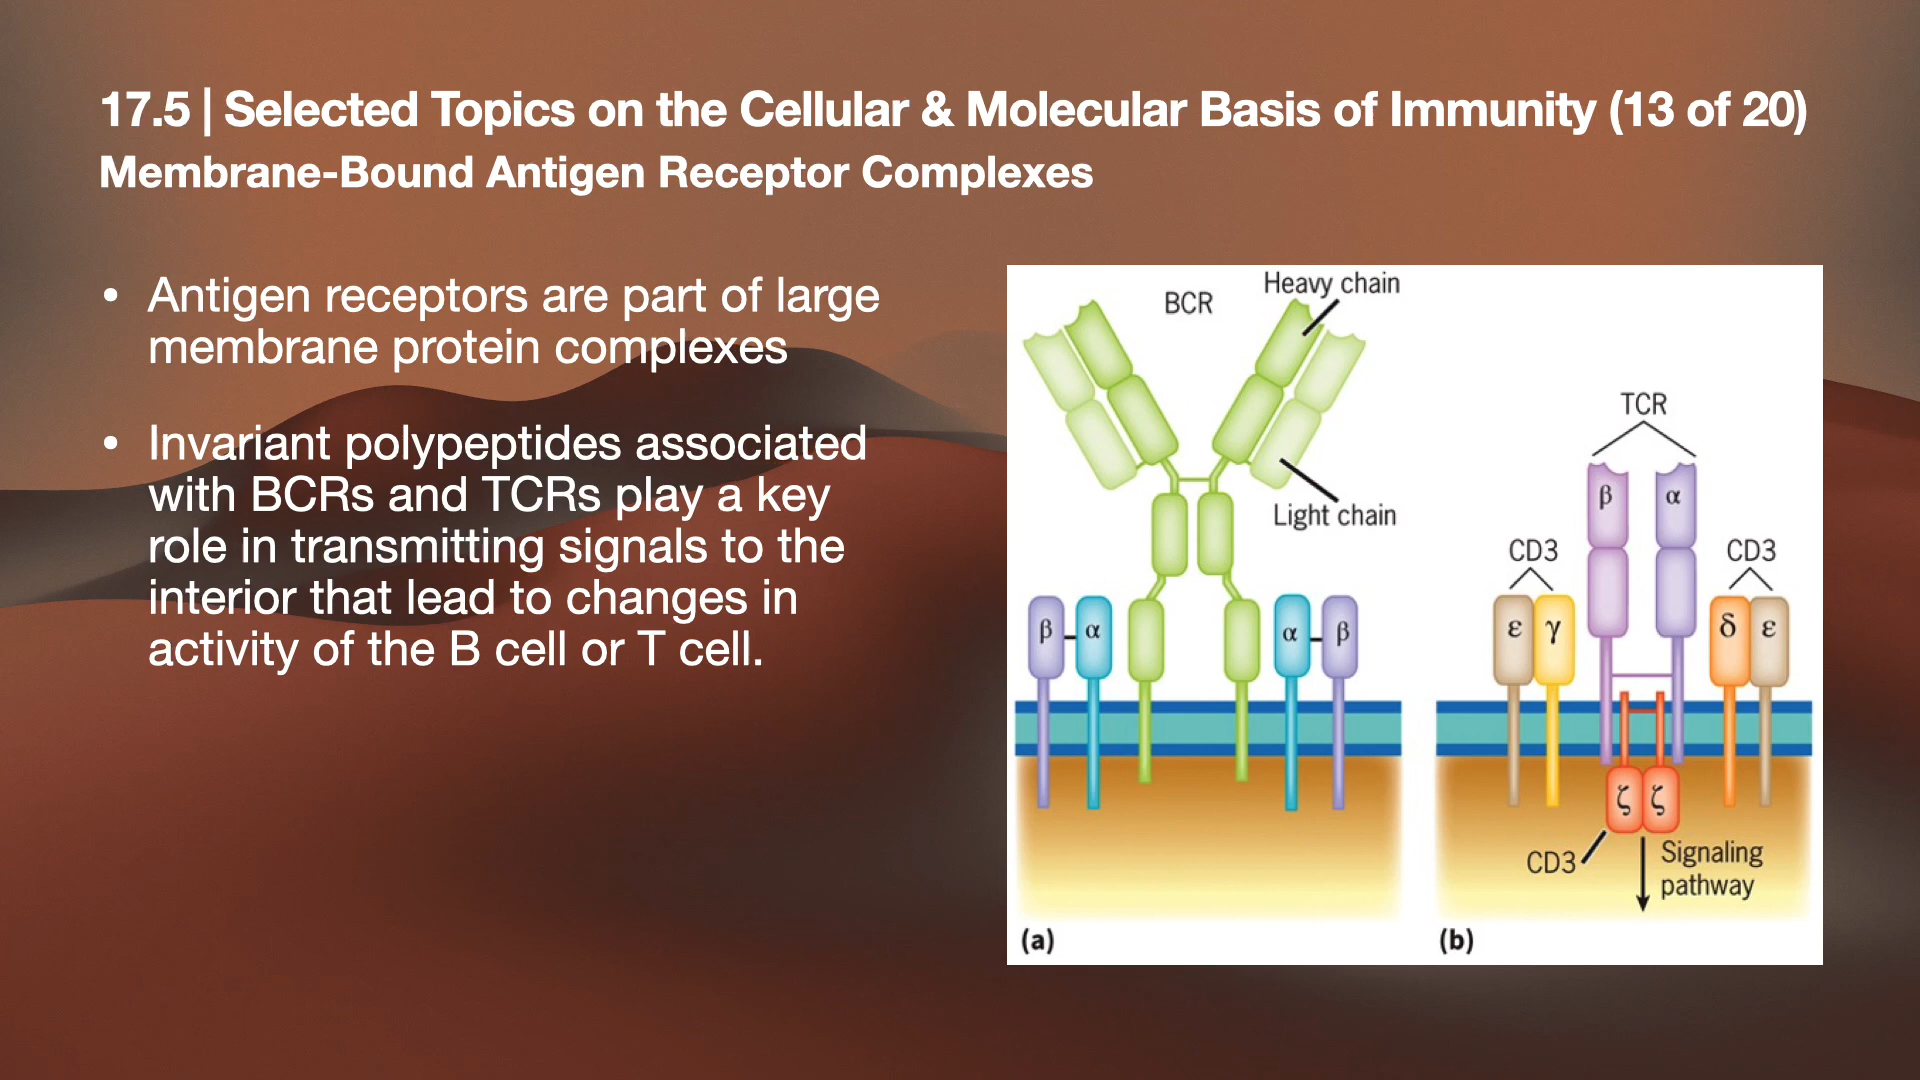 17.5 | Selected Topics on the Cellular & Molecular Basis of Immunity (13 of 20)
Membrane-Bound Antigen Receptor Complexes
• Antigen receptors are part of large
membrane protein complexes
• Invariant polypeptides associated
with BCRs and TCRs play a key
role in transmitting signals to the
interior that lead to changes in
activity of the B cell or T cell.
BCR
Heavy chain
Light chain
β α
α β
(a)
TCR
β α
CD3
ε γ
CD3
δ ε
ζ ζ
CD3
Signaling
pathway
(b)